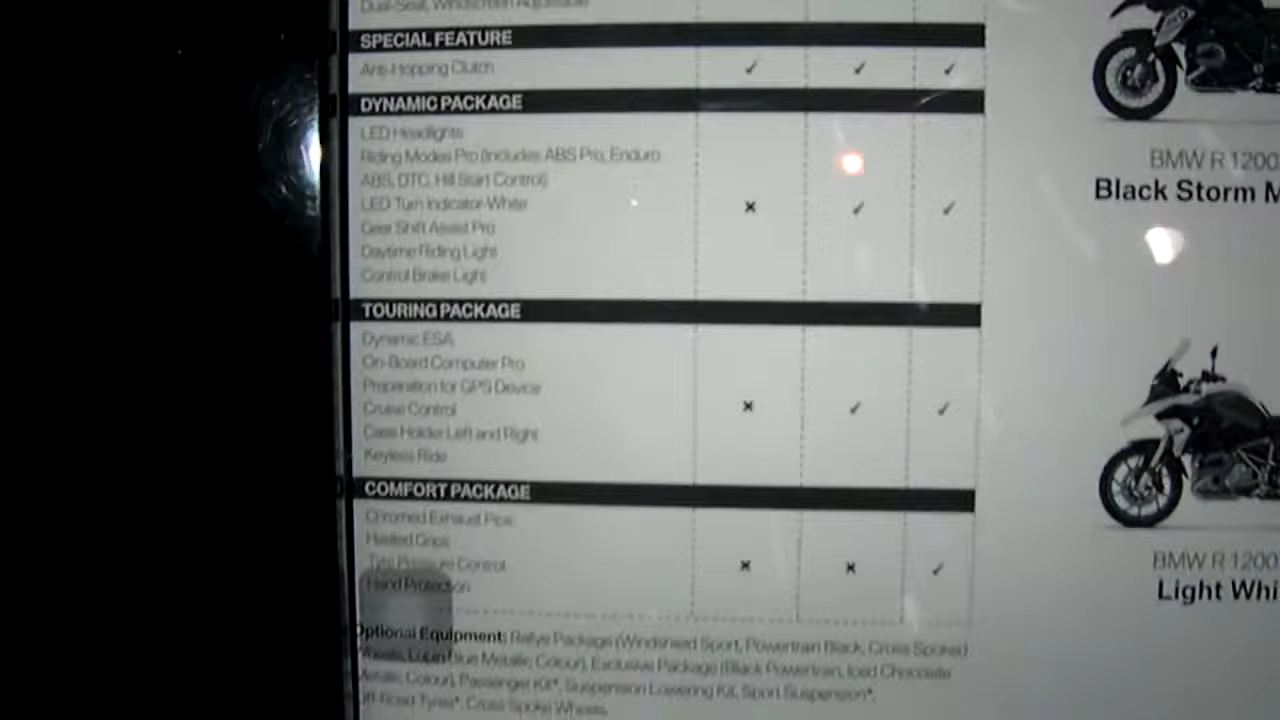 Dual-Seat, Windscreen Adjustable
SPECIAL FEATURE
Anti-Hopping Clutch ✓ ✓ ✓
DYNAMIC PACKAGE
LED Headlights
Riding Modes Pro (Includes ABS Pro, Enduro
ABS, DTC, Hill Start Control)
LED Turn Indicator-White × ✓ ✓
Gear Shift Assist Pro
Daytime Riding Light
Control Brake Light
TOURING PACKAGE
Dynamic ESA
On-Board Computer Pro
Preparation for GPS Device
Cruise Control × ✓ ✓
Case Holder Left and Right
Keyless Ride
COMFORT PACKAGE
Chromed Exhaust Pipe
Heated Grips
Tyre Pressure Control × × ✓
Hand Protection
Optional Equipment: Rallye Package (Windshield Sport, Powertrain Black, Cross Spoked
Wheels, Lupin Blue Metallic Colour), Exclusive Package (Black Powertrain, Iced Chocolate
Metallic Colour), Passenger Kit*, Suspension Lowering Kit, Sport Suspension*,
Off-Road Tyres*, Cross Spoke Wheels.
BMW R 1200
Black Storm M
BMW R 1200
Light Whi